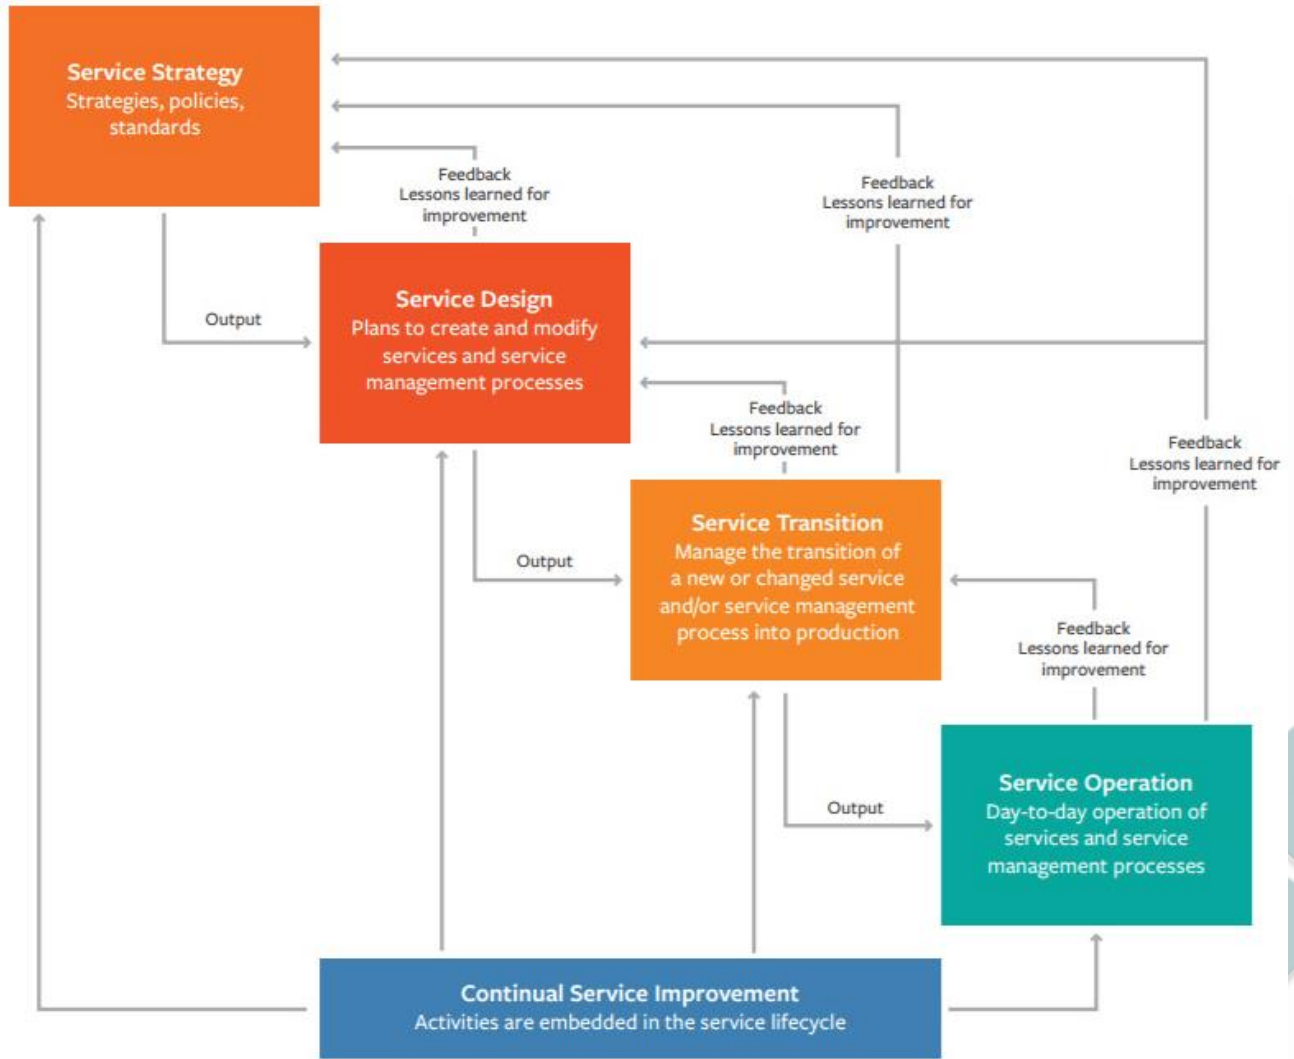 Service Strategy
Strategies, policies,
standards
Feedback
Lessons learned for
improvement
Feedback
Lessons learned for
improvement
Output
Service Design
Plans to create and modify
services and service
management processes
Feedback
Lessons learned for
improvement
Feedback
Lessons learned for
improvement
Output
Service Transition
Manage the transition of
a new or changed service
and/or service management
process into production
Feedback
Lessons learned for
improvement
Output
Service Operation
Day-to-day operation of
services and service
management processes
Continual Service Improvement
Activities are embedded in the service lifecycle